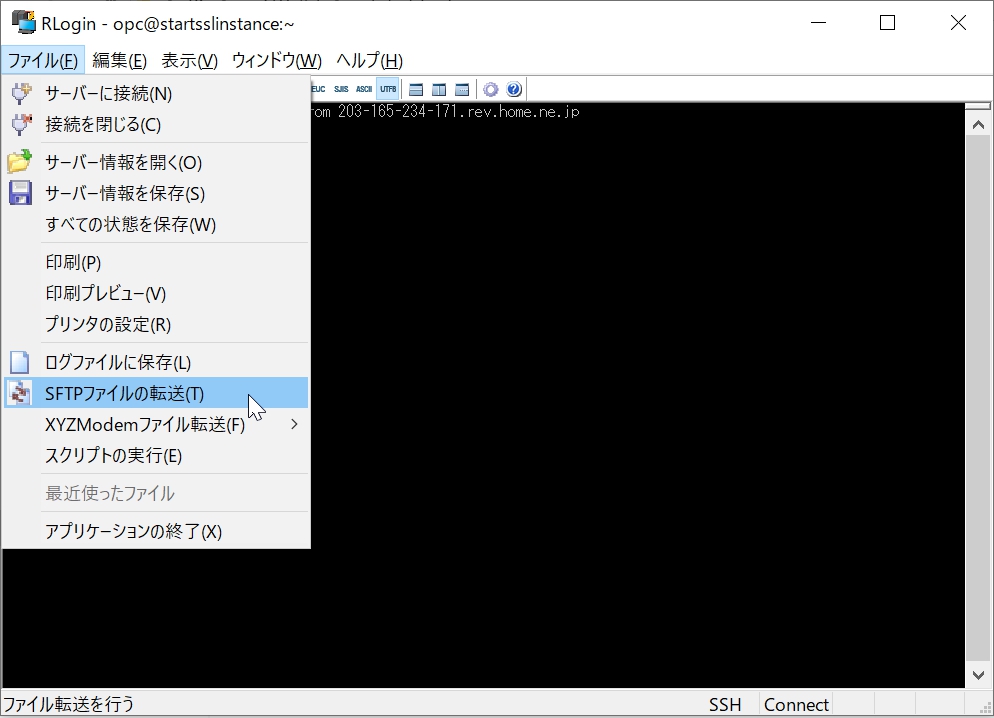 RLogin - opc@startsslinstance:~
ファイル(F) 編集(E) 表示(V) ウィンドウ(W) ヘルプ(H)
EUC SJIS ASCII UTF8
サーバーに接続(N)
rom 203-165-234-171.rev.home.ne.jp
接続を閉じる(C)
サーバー情報を開く(O)
サーバー情報を保存(S)
すべての状態を保存(W)
印刷(P)
印刷プレビュー(V)
プリンタの設定(R)
ログファイルに保存(L)
SFTPファイルの転送(T)
XYZModemファイル転送(F)
スクリプトの実行(E)
最近使ったファイル
アプリケーションの終了(X)
ファイル転送を行う SSH Connect